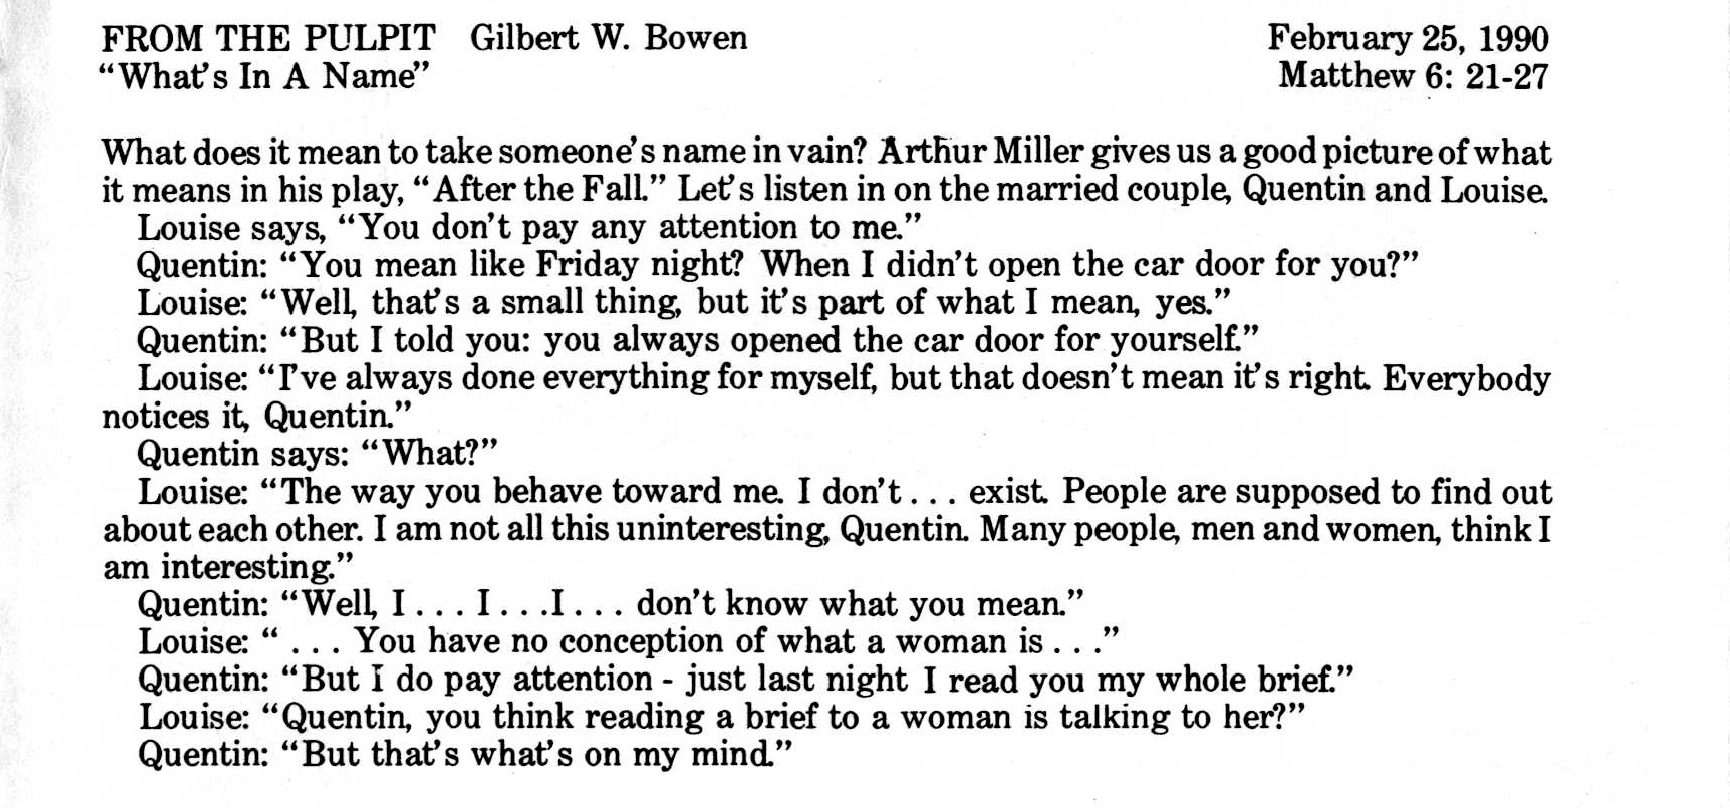 FROM THE PULPIT Gilbert W. Bowen February 25, 1990
“What's In A Name” Matthew 6: 21-27
What does it mean to take someone's name in vain? Arthur Miller gives us a good picture of what
it means in his play, “After the Fall.” Let's listen in on the married couple, Quentin and Louise.
Louise says, “You don't pay any attention to me.”
Quentin: “You mean like Friday night? When I didn't open the car door for you?”
Louise: “Well, that's a small thing, but it's part of what I mean, yes.”
Quentin: “But I told you: you always opened the car door for yourself.”
Louise: “I've always done everything for myself, but that doesn't mean it's right. Everybody
notices it, Quentin.”
Quentin says: “What?”
Louise: “The way you behave toward me. I don't . . . exist. People are supposed to find out
about each other. I am not all this uninteresting, Quentin. Many people, men and women, think I
am interesting.”
Quentin: “Well, I . . . I . . .I . . . don't know what you mean.”
Louise: “ . . . You have no conception of what a woman is . . .”
Quentin: “But I do pay attention - just last night I read you my whole brief.”
Louise: “Quentin, you think reading a brief to a woman is talking to her?”
Quentin: “But that's what's on my mind.”